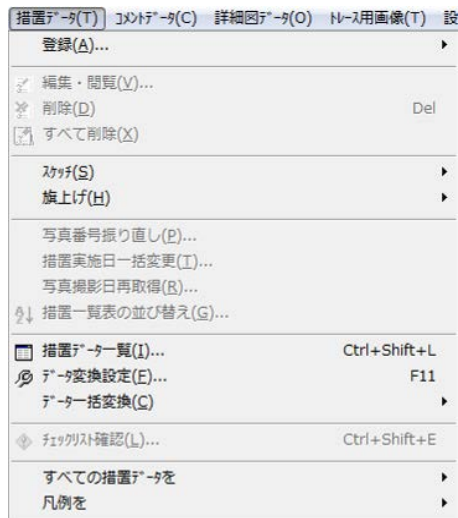 措置ﾃﾞｰﾀ(T) ｺﾒﾝﾄﾃﾞｰﾀ(C) 詳細図ﾃﾞｰﾀ(O) ﾄﾚｰｽ用画像(T) 設
登録(A)...
編集・閲覧(V)...
削除(D) Del
すべて削除(X)
ｽｹｯﾁ(S)
旗上げ(H)
写真番号振り直し(P)...
措置実施日一括変更(T)...
写真撮影日再取得(R)...
措置一覧表の並び替え(G)...
措置ﾃﾞｰﾀ一覧(I)... Ctrl+Shift+L
ﾃﾞｰﾀ変換設定(F)... F11
ﾃﾞｰﾀ一括変換(C)
ﾁｪｯｸﾘｽﾄ確認(L)... Ctrl+Shift+E
すべての措置ﾃﾞｰﾀを
凡例を